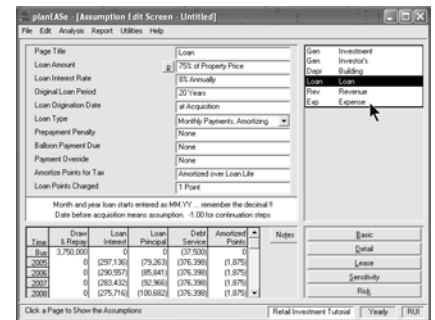 planEASe - [Assumption Edit Screen - Untitled]
File Edit Analysis Report Utilities Help
Page Title Loan
Loan Amount p 75% of Property Price
Loan Interest Rate 8% Annually
Original Loan Period 20 Years
Loan Origination Date at Acquisition
Loan Type Monthly Payments, Amortizing
Prepayment Penalty None
Balloon Payment Due None
Payment Override None
Amortize Points for Tax Amortized over Loan Life
Loan Points Charged 1 Point
Month and year loan starts entered as MM.YY ... remember the decimal !!
Date before acquisition means assumption. -1.00 for continuation steps
Gen Investment
Gen Investor's
Depr Building
Loan Loan
Rev Revenue
Exp Expense
Time Draw & Repay Loan Interest Loan Principal Debt Service Amortized Points
Buy 3,750,000 0 0 (37,500) 0
2005 0 (297,136) (79,263) (376,398) (1,875)
2006 0 (290,557) (85,841) (376,398) (1,875)
2007 0 (283,432) (92,966) (376,398) (1,875)
2008 0 (275,716) (100,682) (376,398) (1,875)
Notes
Basic
Detail
Lease
Sensitivity
Risk
Click a Page to Show the Assumptions Retail Investment Tutorial Yearly RUI